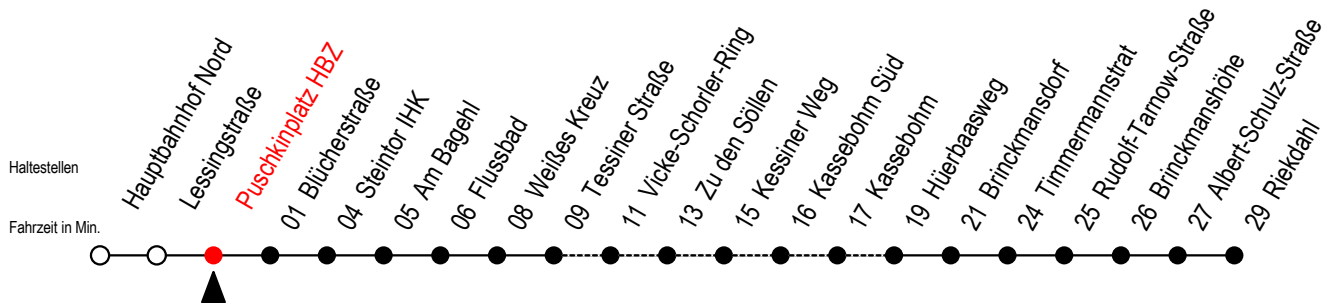 Haltestellen
Fahrzeit in Min.
Hauptbahnhof Nord
Lessingstraße
Puschkinplatz HBZ
01 Blücherstraße
04 Steintor IHK
05 Am Bagehl
06 Flussbad
08 Weißes Kreuz
09 Tessiner Straße
11 Vicke-Schorler-Ring
13 Zu den Söllen
15 Kessiner Weg
16 Kassebohm Süd
17 Kassebohm
19 Hüerbaasweg
21 Brinckmansdorf
24 Timmermannstrat
25 Rudolf-Tarnow-Straße
26 Brinckmanshöhe
27 Albert-Schulz-Straße
29 Riekdahl